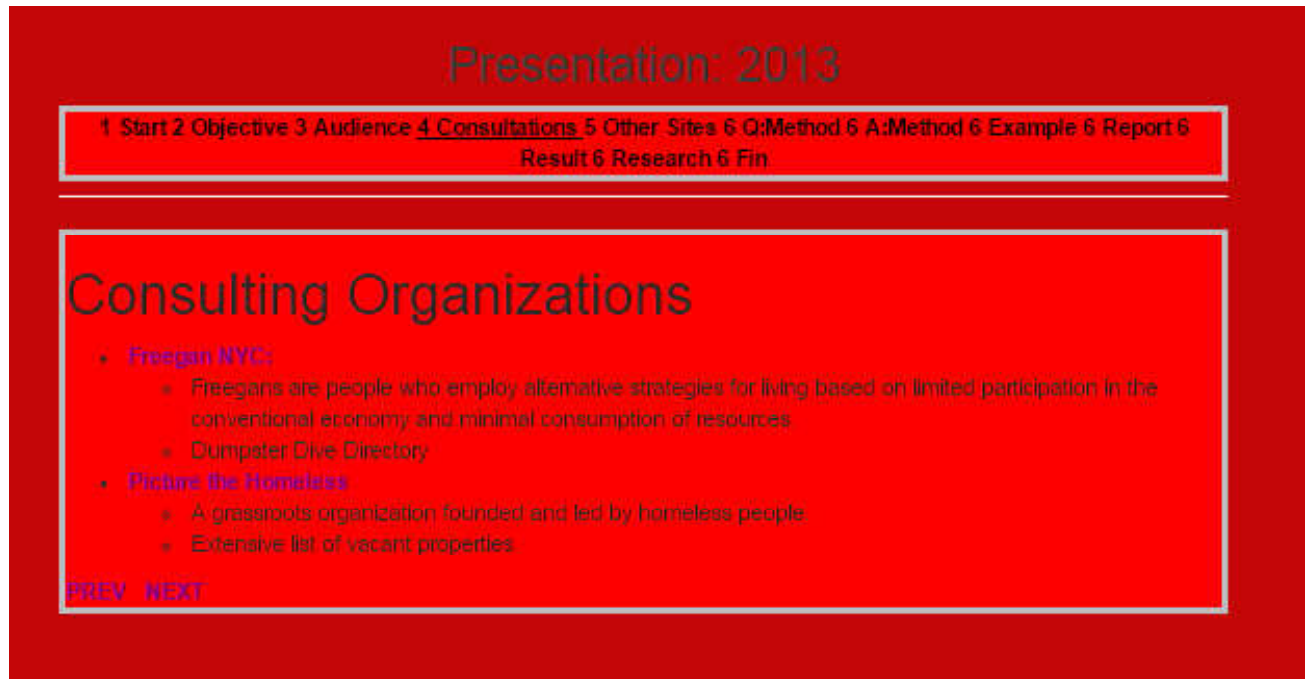 Presentation: 2013
1 Start 2 Objective 3 Audience 4 Consultations 5 Other Sites 6 Q:Method 6 A:Method 6 Example 6 Report 6
Result 6 Research 6 Fin
Consulting Organizations
Freegan NYC:
Freegans are people who employ alternative strategies for living based on limited participation in the
conventional economy and minimal consumption of resources
Dumpster Dive Directory
Picture the Homeless
A grassroots organization founded and led by homeless people
Extensive list of vacant properties
PREV NEXT